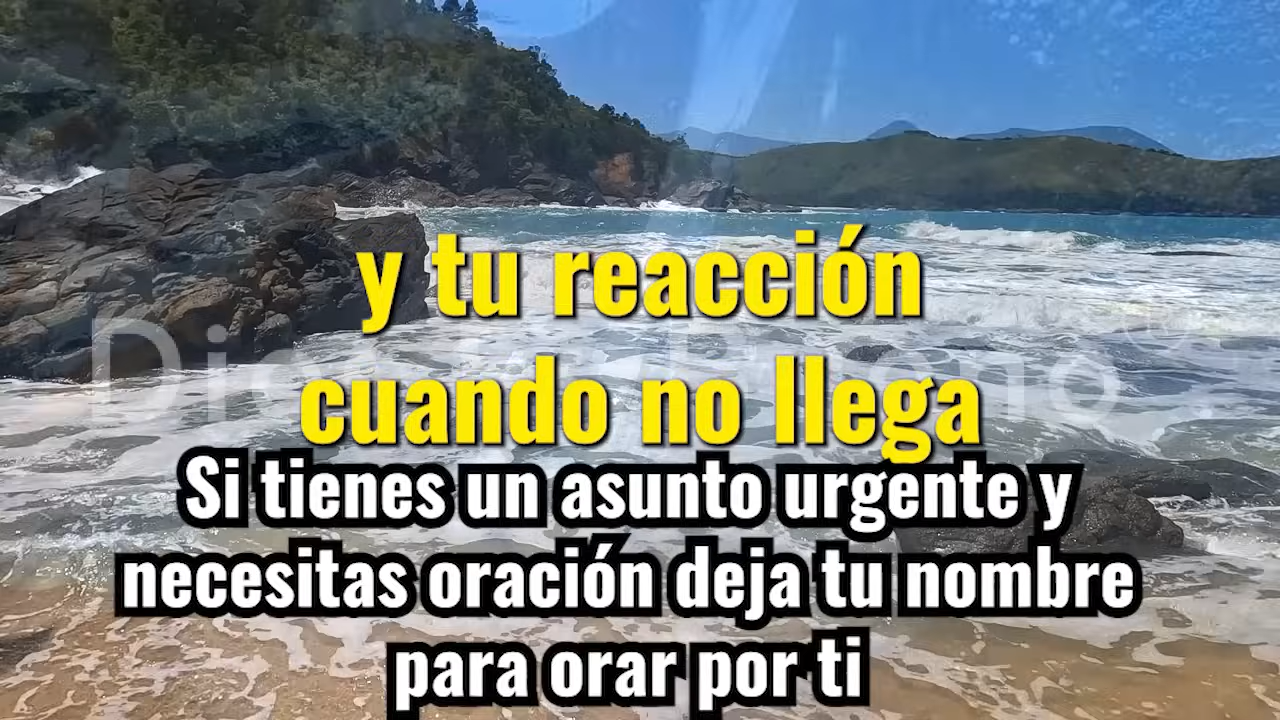 y tu reacción
cuando no llega
Si tienes un asunto urgente y
necesitas oración deja tu nombre
para orar por ti